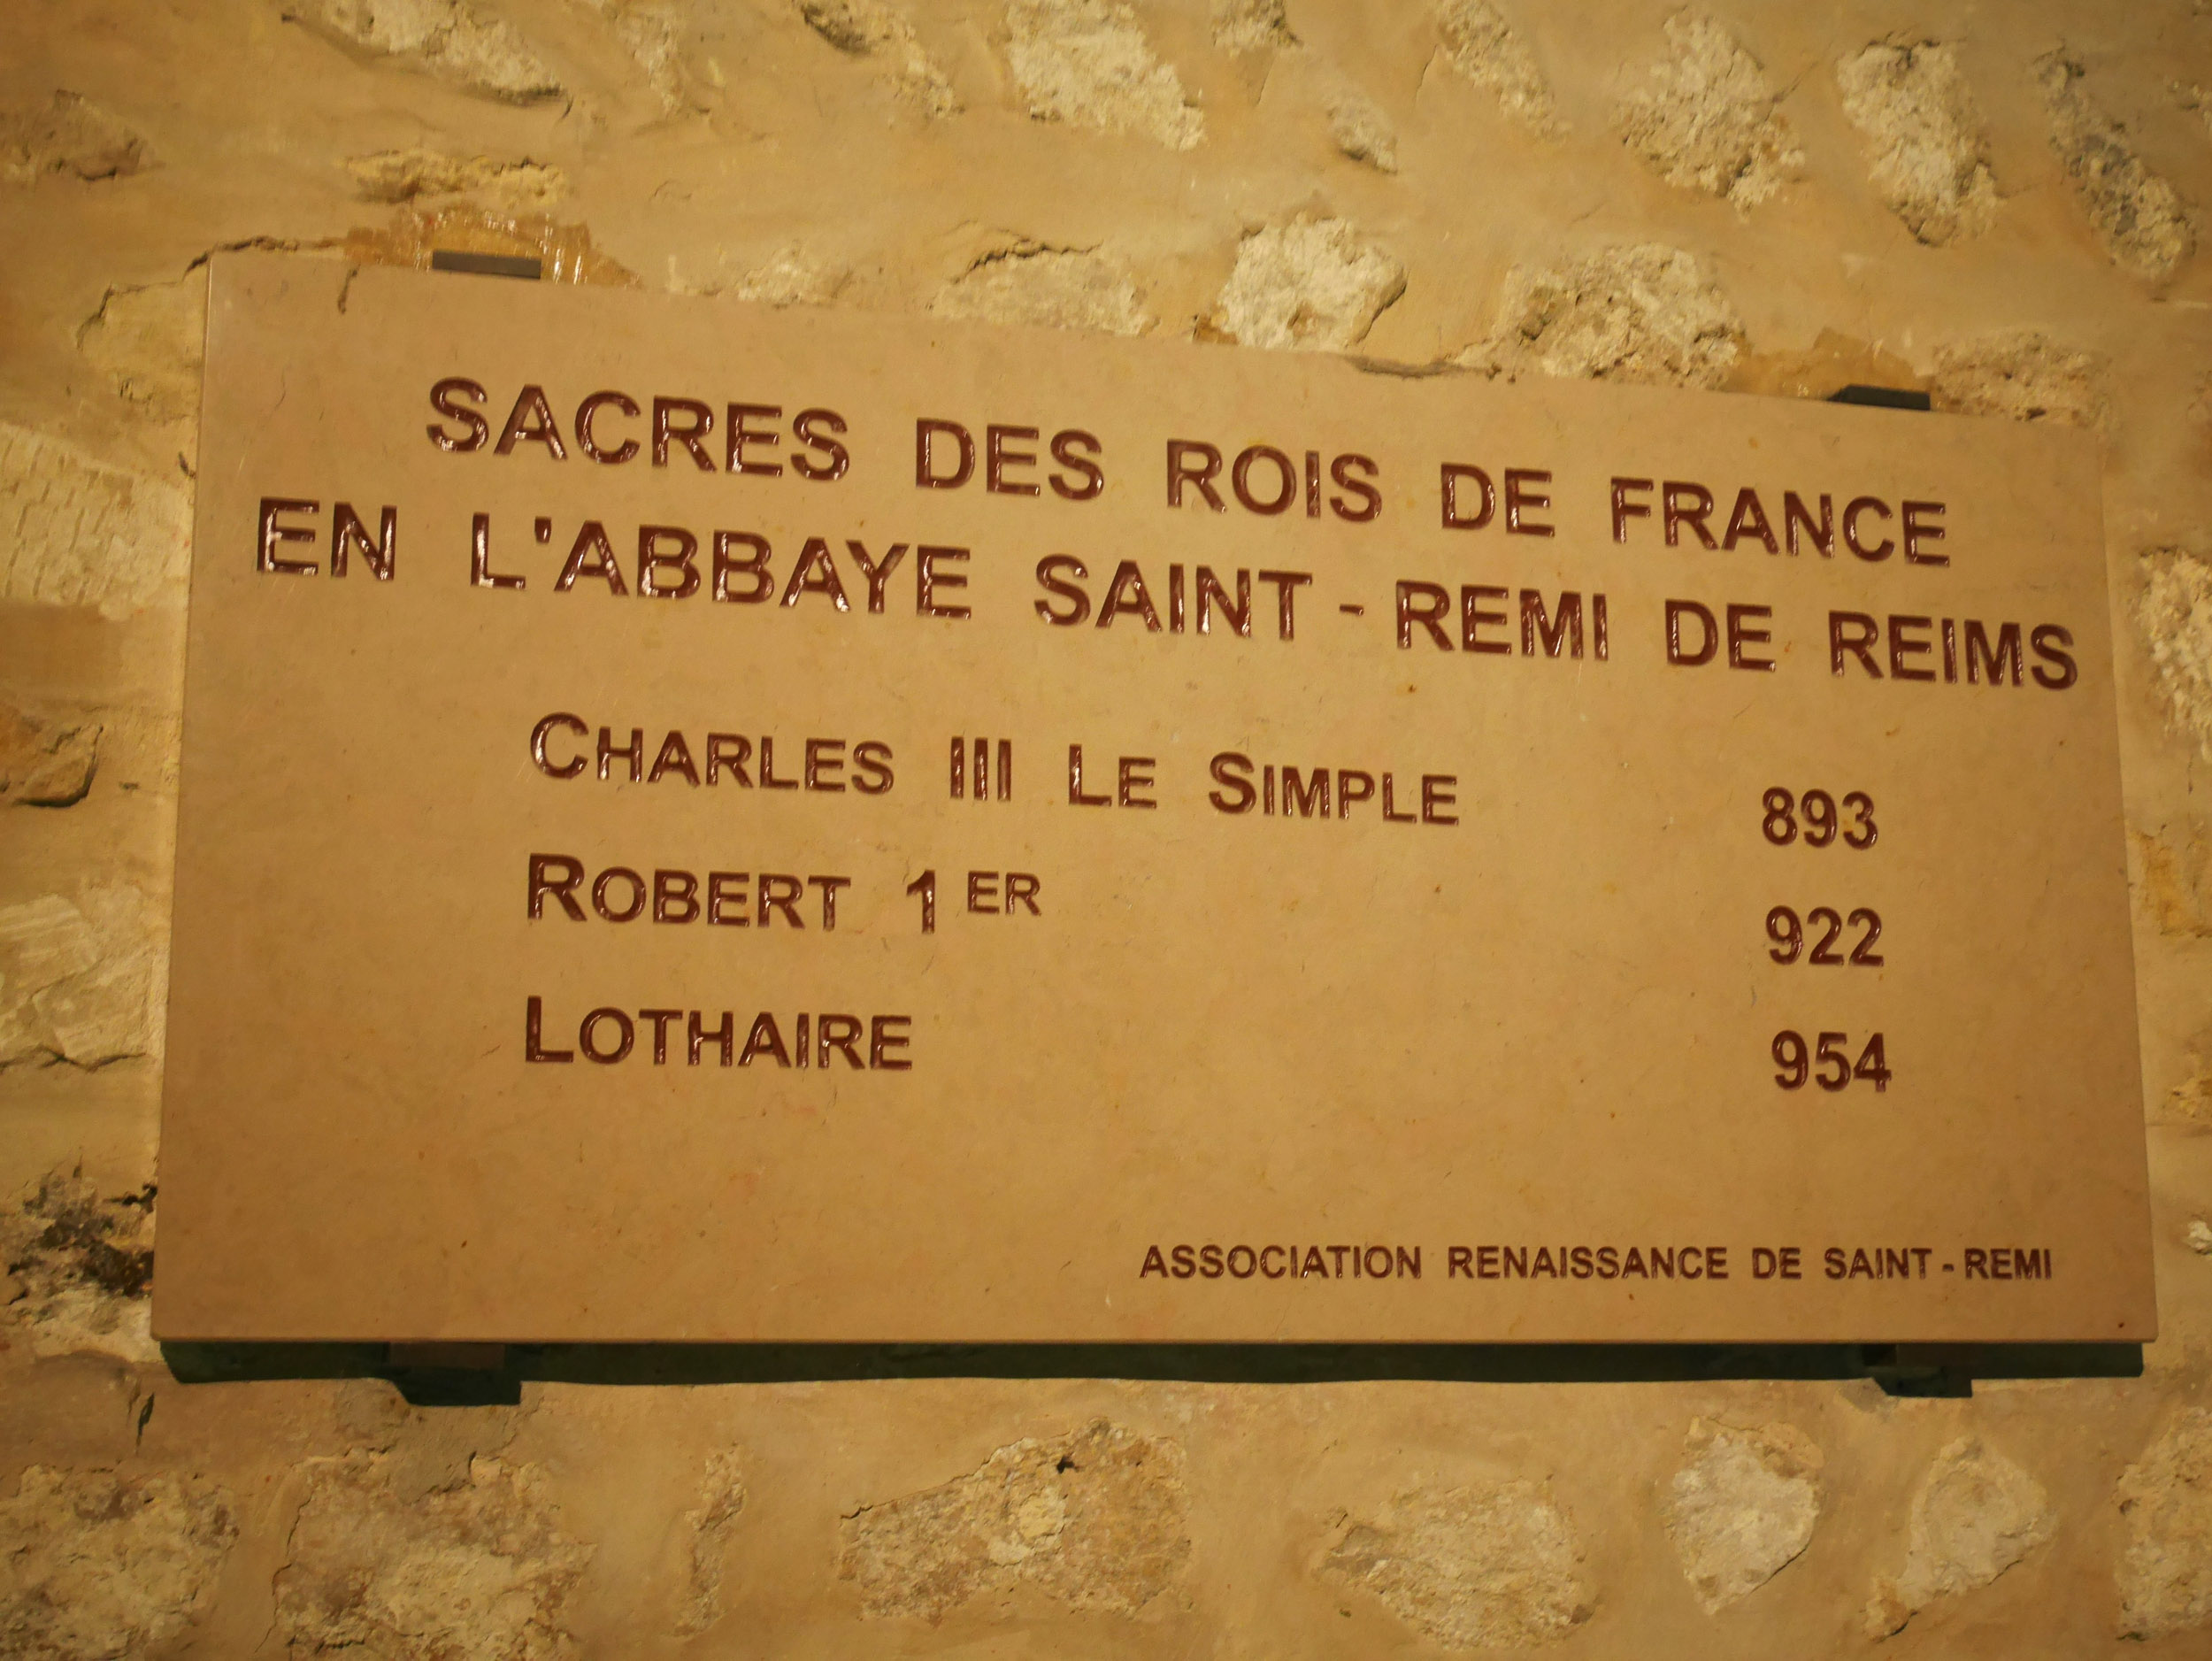 SACRES DES ROIS DE FRANCE
EN L'ABBAYE SAINT-REMI DE REIMS
CHARLES III LE SIMPLE 893
ROBERT 1ER 922
LOTHAIRE 954
ASSOCIATION RENAISSANCE DE SAINT-REMI